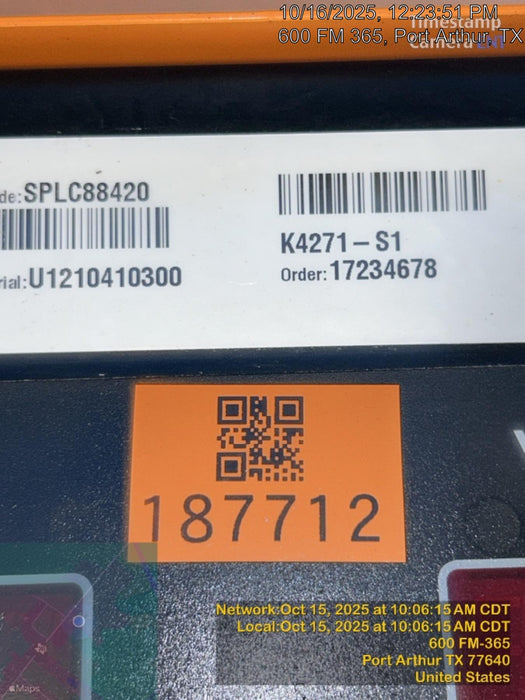 10/16/2025, 12:23:51 PM
Timestamp
600 FM 365, Port Arthur, TX
Camera
de:SPLC88420
K4271-S1
rial:U1210410300
Order:17234678
187712
Network:Oct 15, 2025 at 10:06:15 AM CDT
Local:Oct 15, 2025 at 10:06:15 AM CDT
600 FM-365
Port Arthur TX 77640
United States
Maps